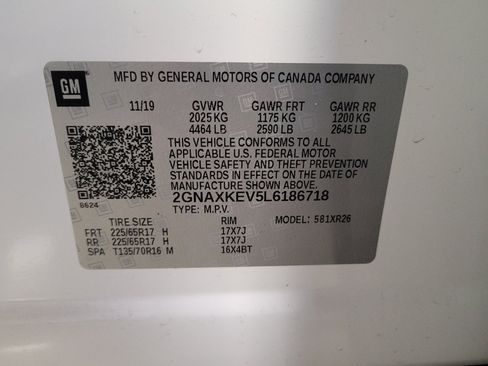 GM
MFD BY GENERAL MOTORS OF CANADA COMPANY
11/19 GVWR GAWR FRT GAWR RR
2025 KG 1175 KG 1200 KG
4464 LB 2590 LB 2645 LB
THIS VEHICLE CONFORMS TO ALL
APPLICABLE U.S. FEDERAL MOTOR
VEHICLE SAFETY AND THEFT PREVENTION
STANDARDS IN EFFECT ON THE DATE OF
MANUFACTURE SHOWN ABOVE.
8624 2GNAXKEV5L6186718
TYPE: M.P.V. MODEL: 581XR26
TIRE SIZE RIM
FRT 225/65R17 H 17X7J
RR 225/65R17 H 17X7J
SPA T135/70R16 M 16X4BT